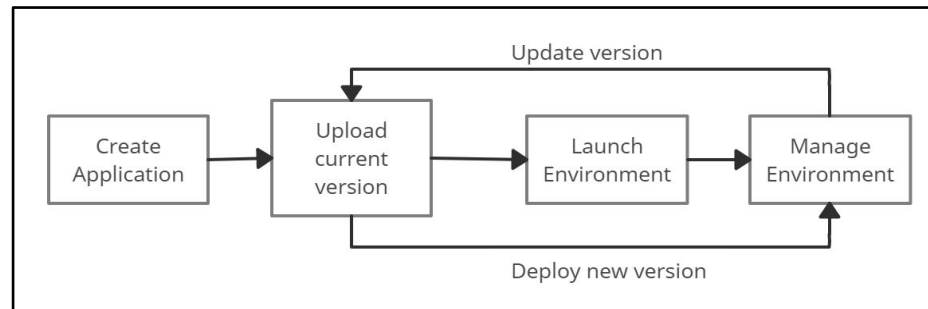 Update version
Create
Application
Upload
current
version
Launch
Environment
Manage
Environment
Deploy new version